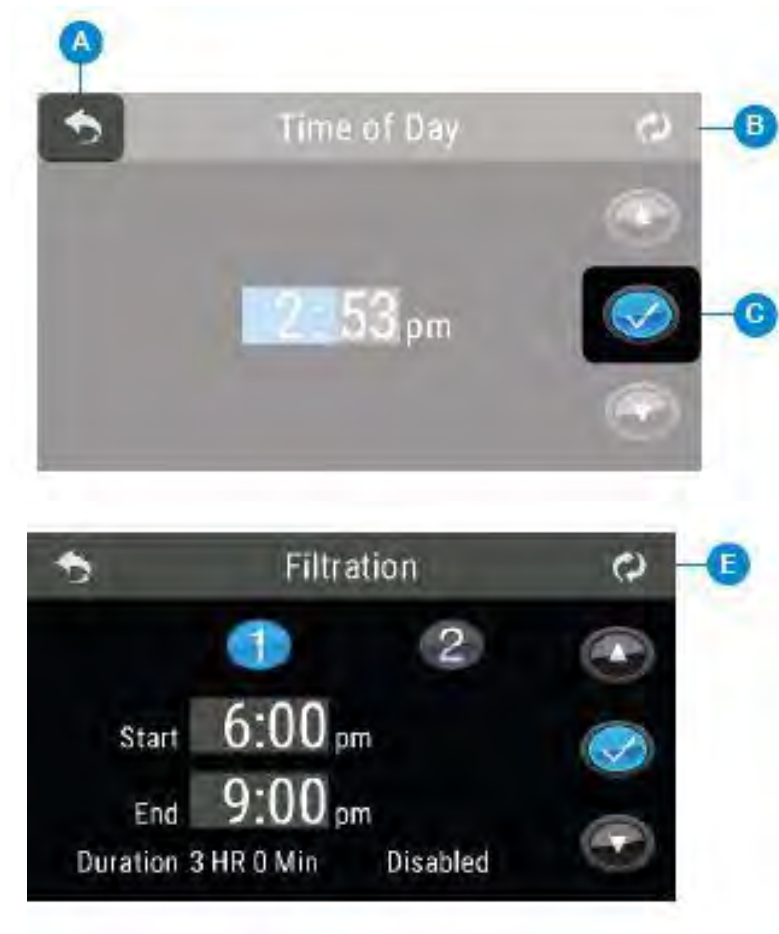 A
Time of Day
B
2:53 pm
C
Filtration
E
1 2
Start 6:00 pm
End 9:00 pm
Duration 3 HR 0 Min Disabled